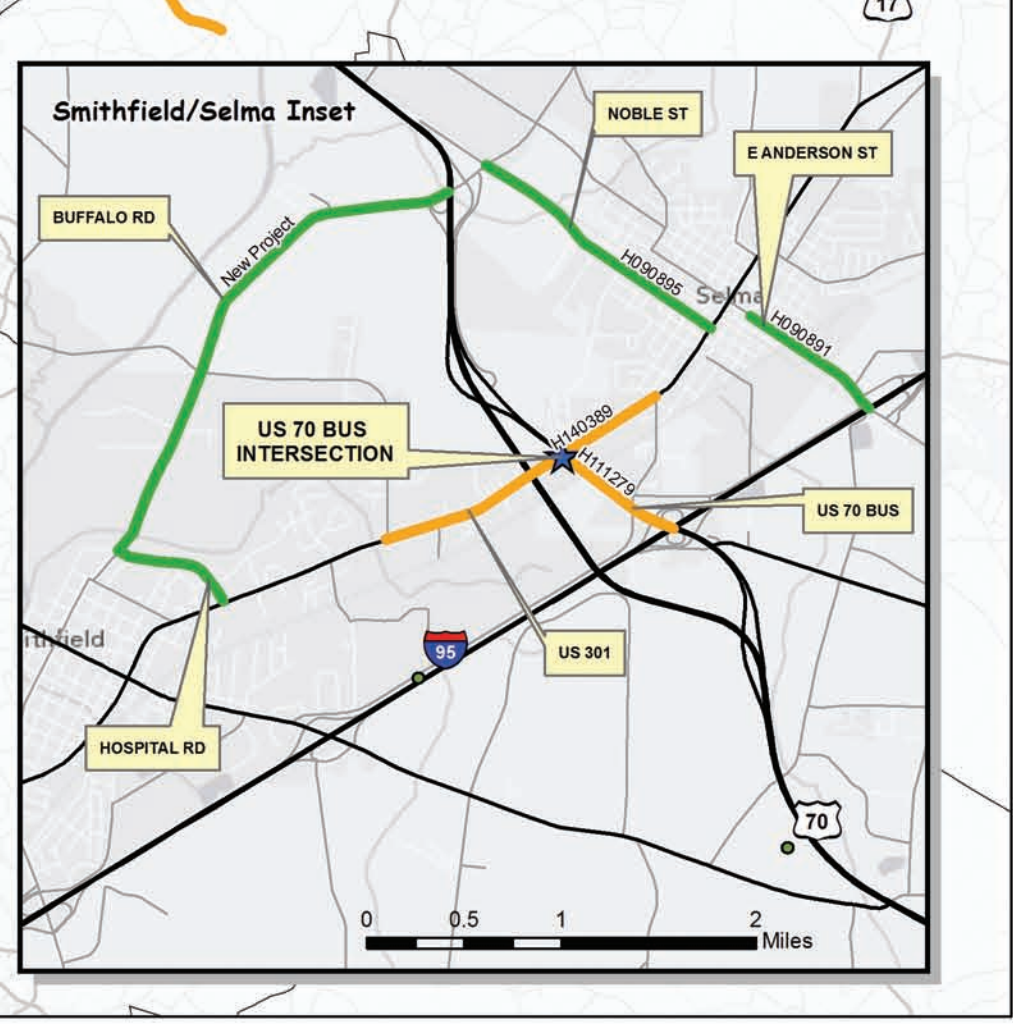 17
Smithfield/Selma Inset
NOBLE ST
E ANDERSON ST
BUFFALO RD
New Project
H090895
Selma
H090891
H140389
US 70 BUS
INTERSECTION
H111279
US 70 BUS
ithfield
95
US 301
HOSPITAL RD
70
0 0.5 1 2
Miles